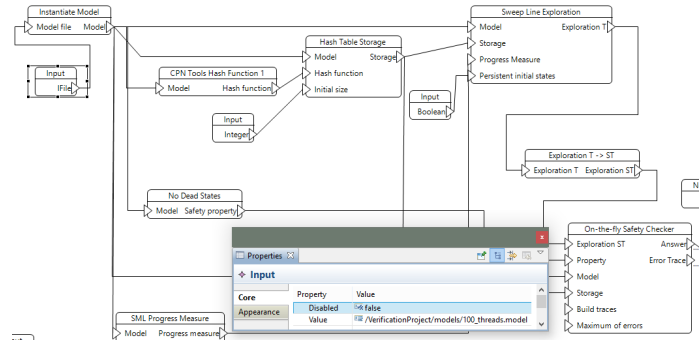 Instantiate Model
Model file Model
Input
IFile
CPN Tools Hash Function 1
Model Hash function
Input
Integer
Hash Table Storage
Model Storage
Hash function
Initial size
Input
Boolean
Sweep Line Exploration
Model Exploration T
Storage
Progress Measure
Persistent initial states
Exploration T -> ST
Exploration T Exploration ST
No Dead States
Model Safety property
On-the-fly Safety Checker
Exploration ST Answer
Property Error Trace
Model
Storage
Build traces
Maximum of errors
SML Progress Measure
Model Progress measure
x
Properties
Input
Core
Appearance
Property Value
Disabled false
Value /VerificationProject/models/100_threads.model